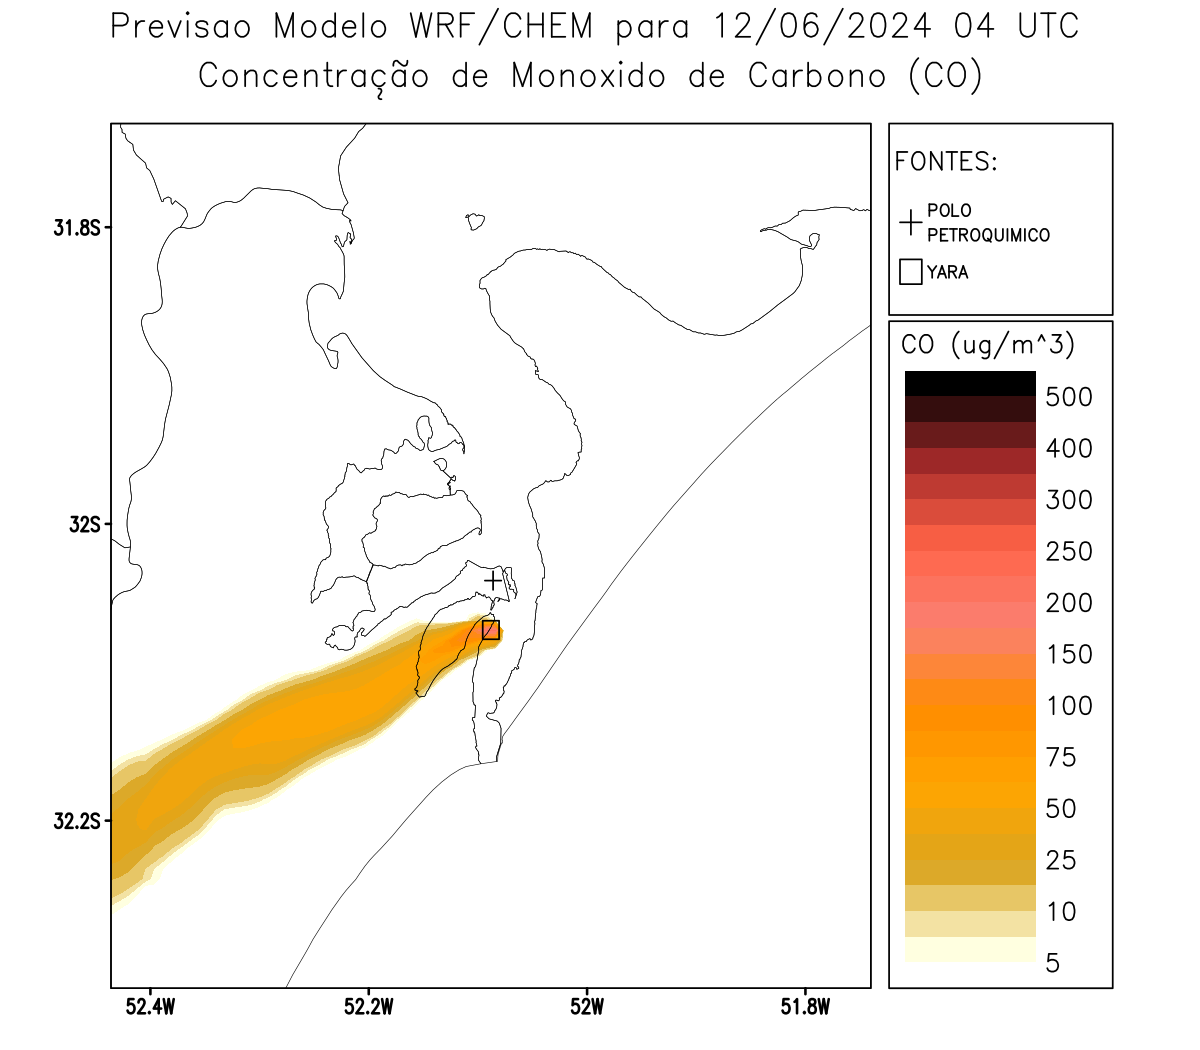 Previsao Modelo WRF/CHEM para 12/06/2024 04 UTC
Concentração de Monoxido de Carbono (CO)
FONTES:
POLO
PETROQUIMICO
YARA
CO (ug/m^3)
500
400
300
250
200
150
100
75
50
25
10
5
31.8S
32S
32.2S
52.4W
52.2W
52W
51.8W